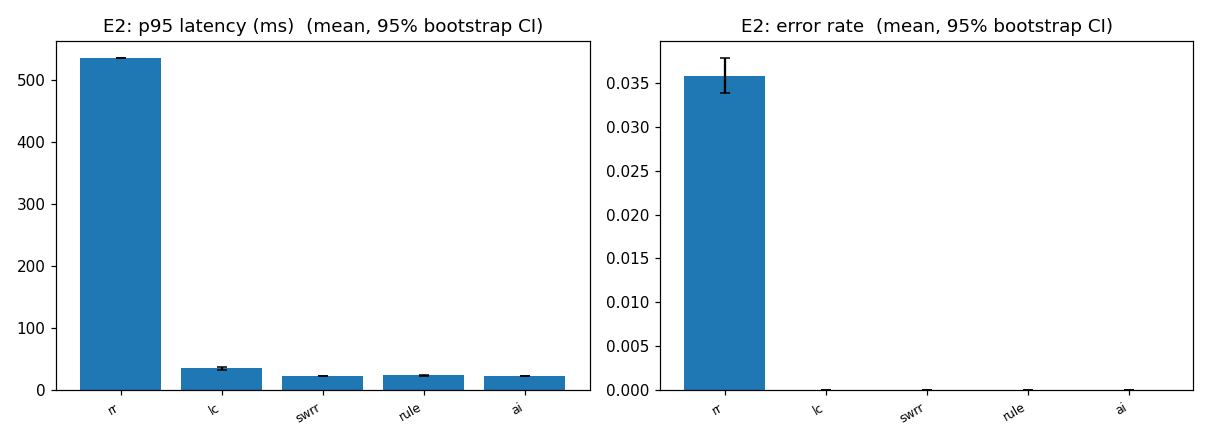 E2: p95 latency (ms)  (mean, 95% bootstrap CI)
500
400
300
200
100
0
rr
lc
swrr
rule
ai
E2: error rate  (mean, 95% bootstrap CI)
0.035
0.030
0.025
0.020
0.015
0.010
0.005
0.000
rr
lc
swrr
rule
ai